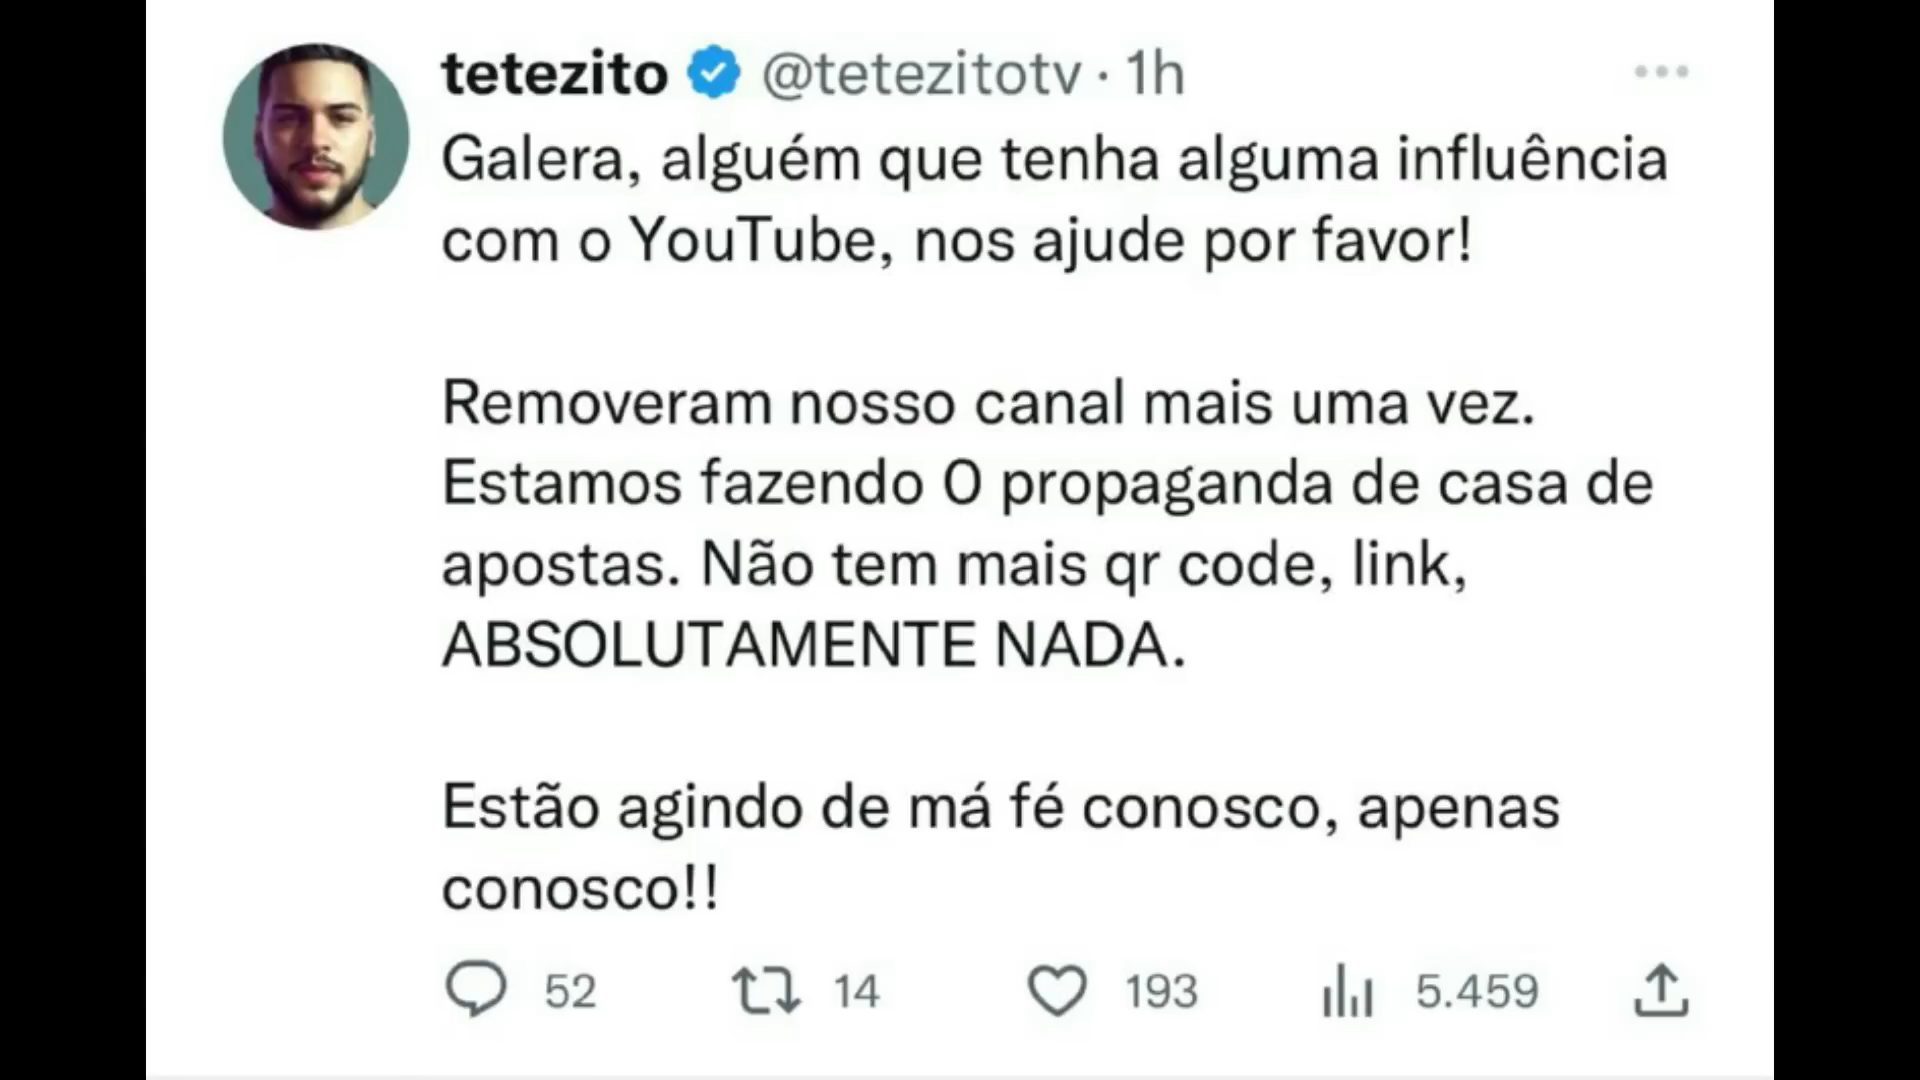 tetezito @tetezitotv · 1h
Galera, alguém que tenha alguma influência
com o YouTube, nos ajude por favor!
Removeram nosso canal mais uma vez.
Estamos fazendo 0 propaganda de casa de
apostas. Não tem mais qr code, link,
ABSOLUTAMENTE NADA.
Estão agindo de má fé conosco, apenas
conosco!!
52 14 193 5.459